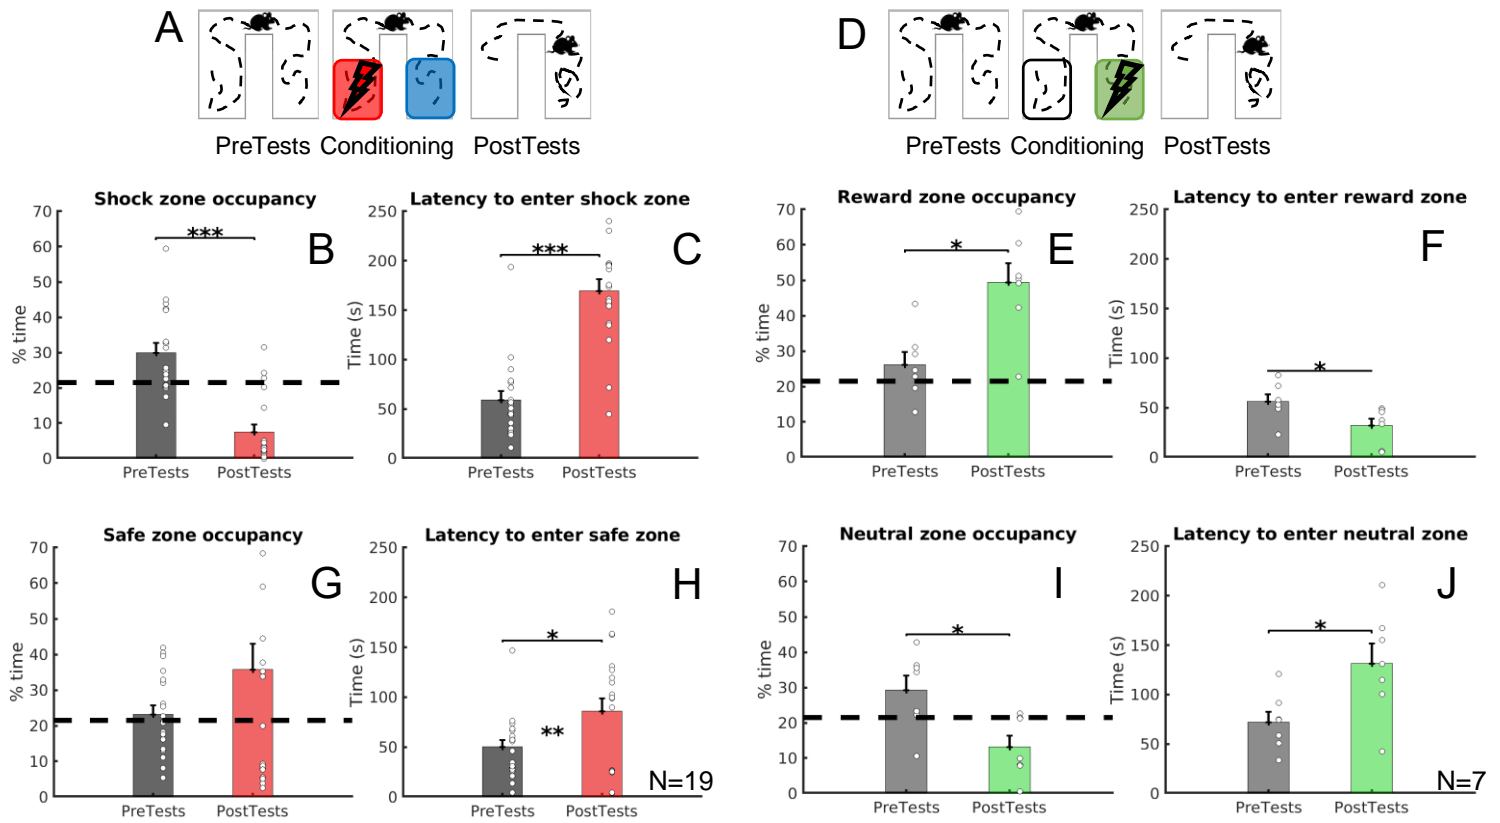 A
PreTests Conditioning PostTests
D
PreTests Conditioning PostTests
Shock zone occupancy
B
% time
70
60
50
40
30
20
10
0
***
PreTests PostTests
Latency to enter shock zone
C
Time (s)
250
200
150
100
50
0
***
PreTests PostTests
Reward zone occupancy
E
% time
70
60
50
40
30
20
10
0
*
PreTests PostTests
Latency to enter reward zone
F
Time (s)
250
200
150
100
50
0
*
PreTests PostTests
Safe zone occupancy
G
% time
70
60
50
40
30
20
10
0
PreTests PostTests
Latency to enter safe zone
H
Time (s)
250
200
150
100
50
0
*
**
N=19
PreTests PostTests
Neutral zone occupancy
I
% time
70
60
50
40
30
20
10
0
*
PreTests PostTests
Latency to enter neutral zone
J
Time (s)
250
200
150
100
50
0
*
N=7
PreTests PostTests